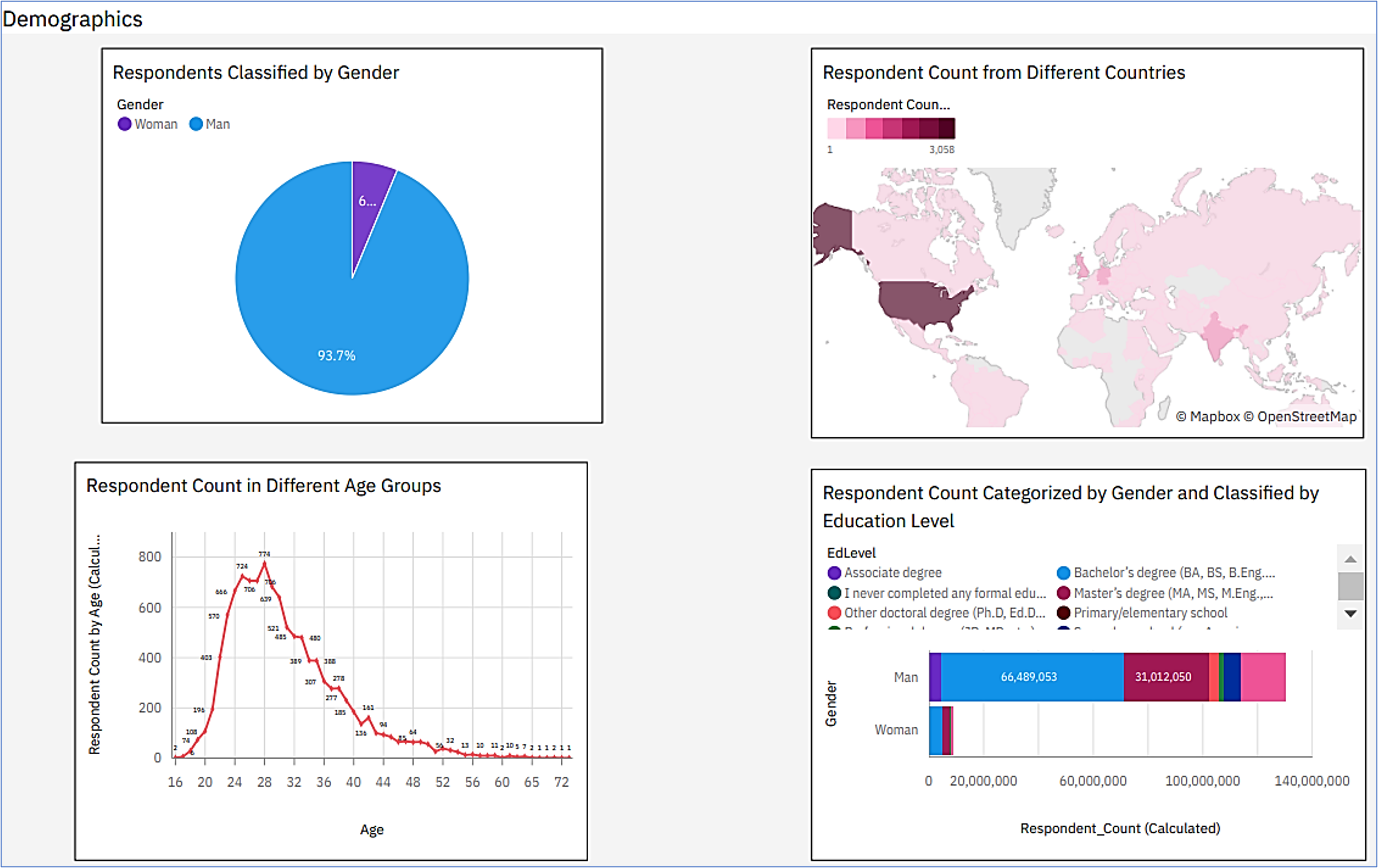 Demographics
Respondents Classified by Gender
Gender
Woman Man
6...
93.7%
Respondent Count from Different Countries
Respondent Coun...
1 3,058
© Mapbox © OpenStreetMap
Respondent Count in Different Age Groups
Respondent Count by Age (Calcul...
800
600
400
200
0
2
74
6
108
196
403
570
666
724
706
774
706
639
521
485
480
389
388
307
277
278
185
136
161
94
85
64
56
32
13
10
11
2
10
5
7
2
1
1
2
1
1
16 20 24 28 32 36 40 44 48 52 56 60 65 68 72
Age
Respondent Count Categorized by Gender and Classified by
Education Level
EdLevel
Associate degree Bachelor's degree (BA, BS, B.Eng....
I never completed any formal edu... Master's degree (MA, MS, M.Eng.,...
Other doctoral degree (Ph.D, Ed.D... Primary/elementary school
Gender
Man 66,489,053 31,012,050
Woman
0 20,000,000 60,000,000 100,000,000 140,000,000
Respondent_Count (Calculated)